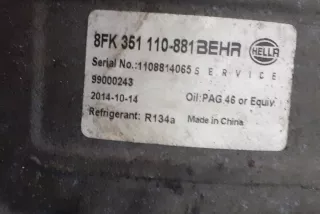 8FK 351 110-881 BEHR HELLA
Serial No.:1108814065 SERVICE
99000243
2014-10-14 Oil:PAG 46 or Equiv
Refrigerant: R134a Made in China